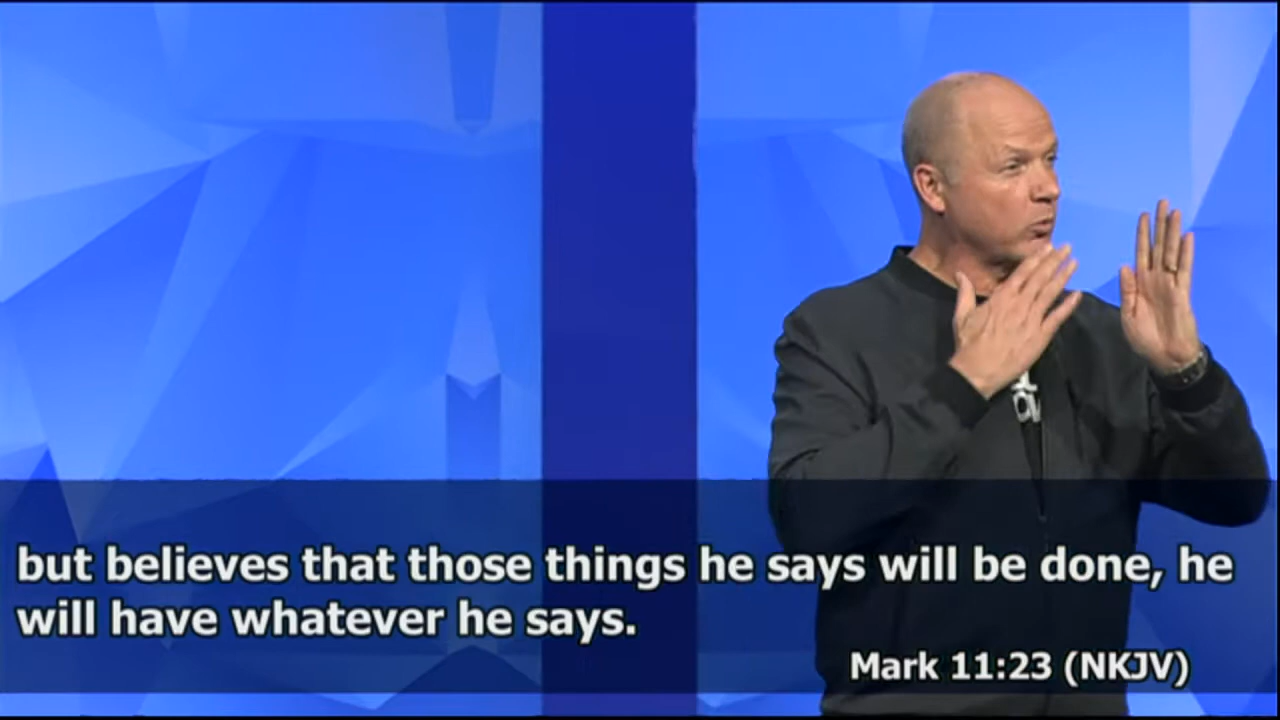 but believes that those things he says will be done, he
will have whatever he says.
Mark 11:23 (NKJV)